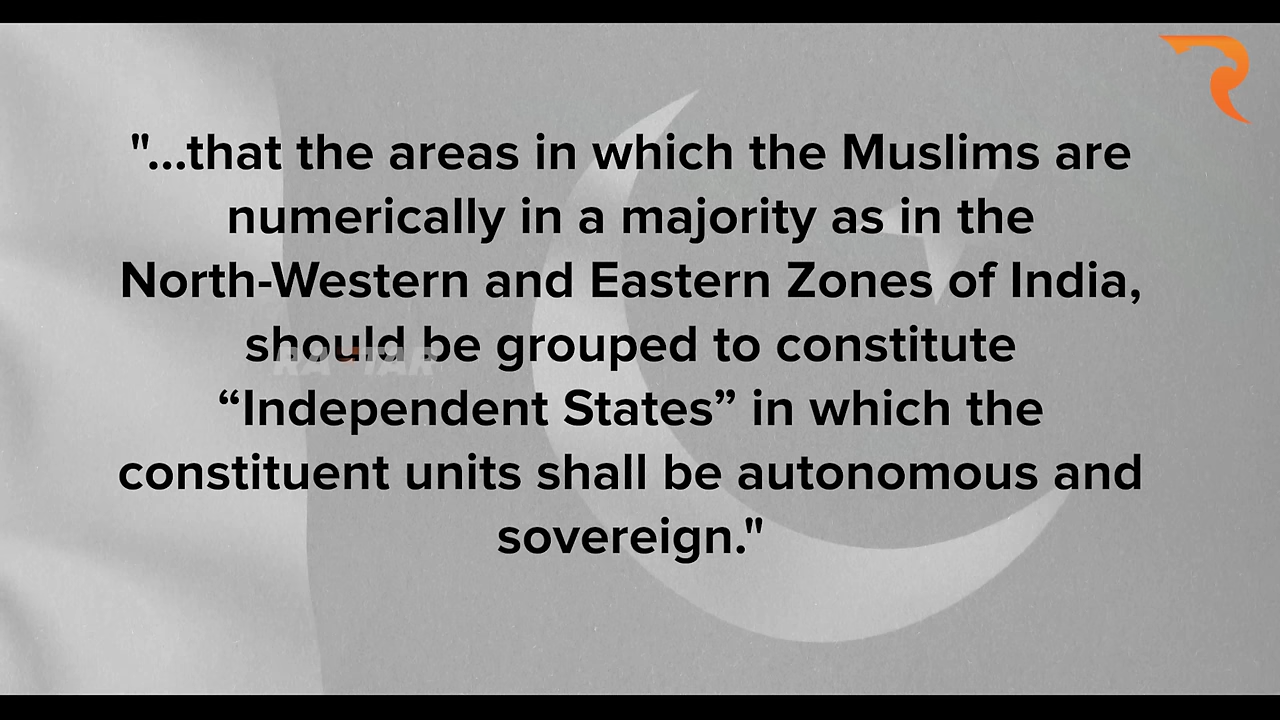 "...that the areas in which the Muslims are
numerically in a majority as in the
North-Western and Eastern Zones of India,
should be grouped to constitute
“Independent States” in which the
constituent units shall be autonomous and
sovereign."